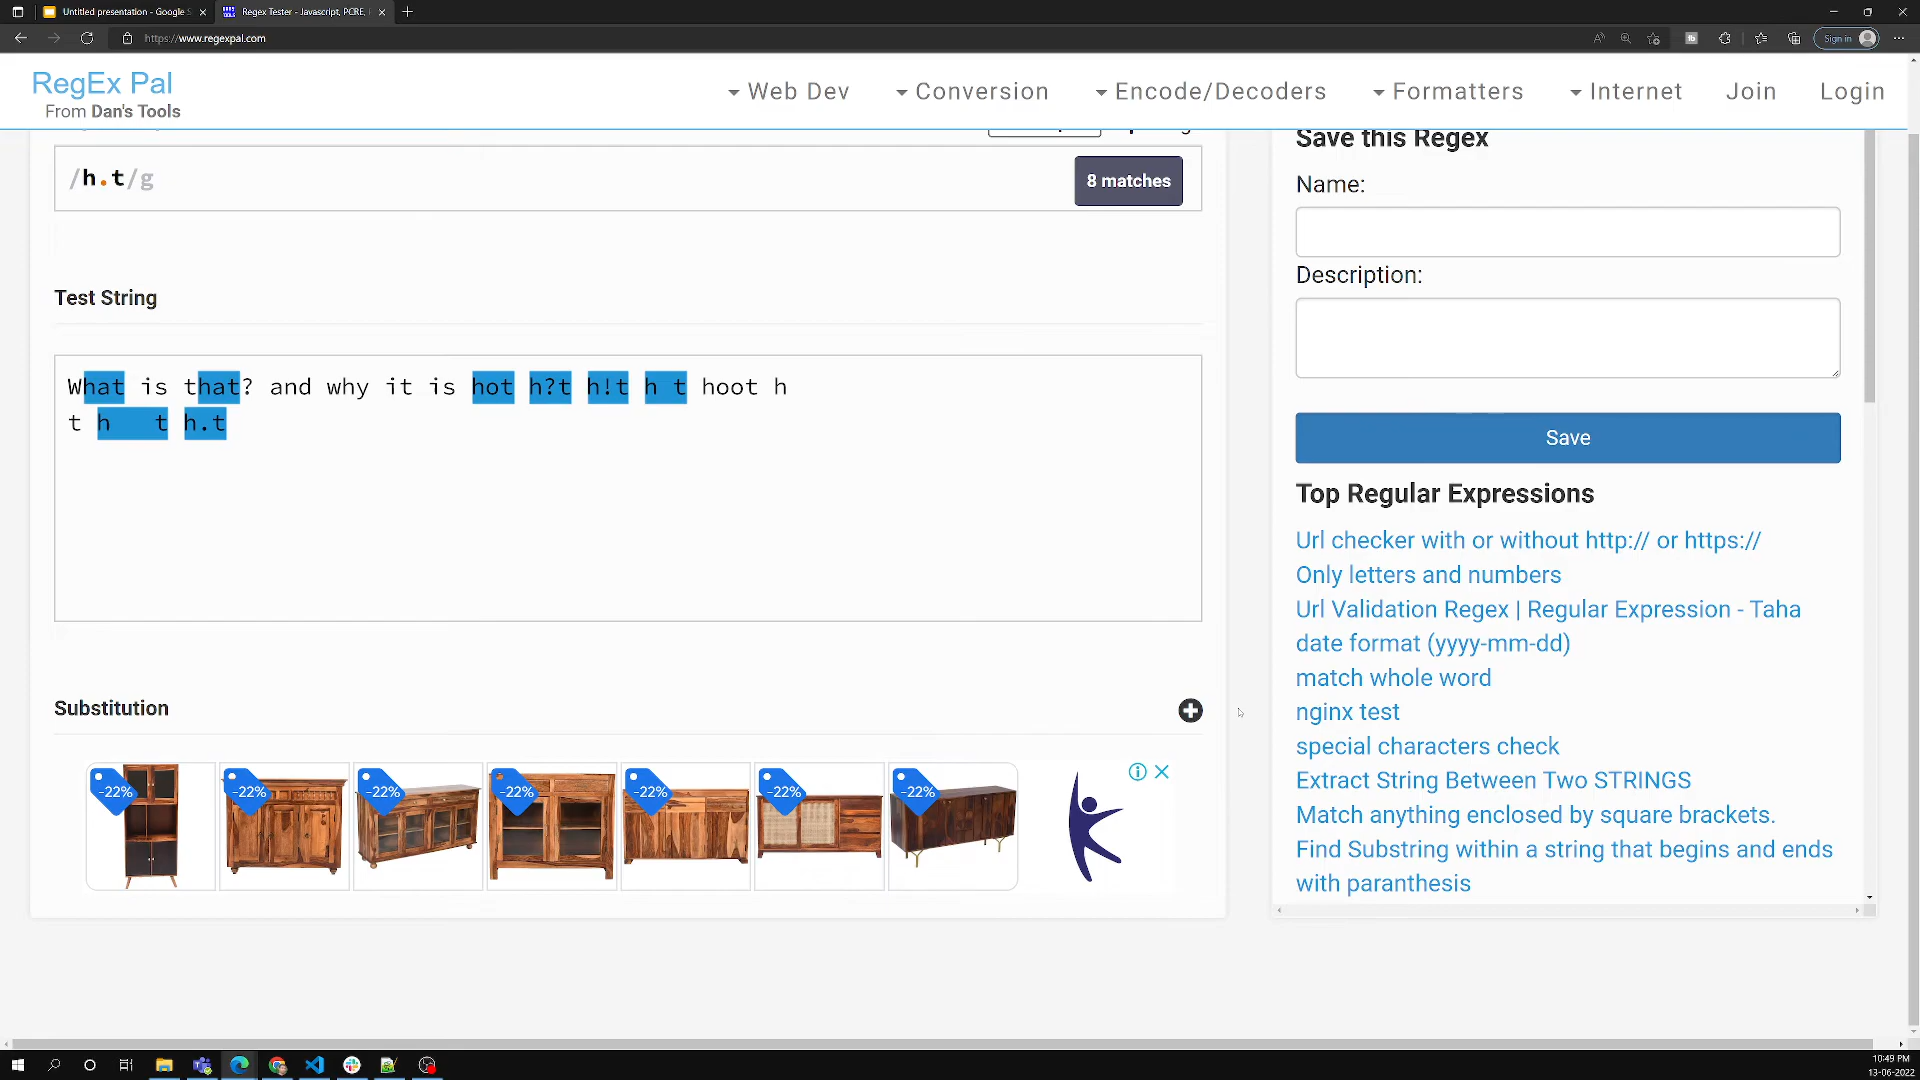 Untitled presentation - Google S
Regex Tester - Javascript, PCRE,
https://www.regexpal.com
Sign in
RegEx Pal
From Dan's Tools
Web Dev
Conversion
Encode/Decoders
Formatters
Internet
Join
Login
/h.t/g
8 matches
Test String
What is that? and why it is hot h?t h!t h t hoot h
t h    t h.t
Substitution
-22%
-22%
-22%
-22%
-22%
-22%
-22%
Save this Regex
Name:
Description:
Save
Top Regular Expressions
Url checker with or without http:// or https://
Only letters and numbers
Url Validation Regex | Regular Expression - Taha
date format (yyyy-mm-dd)
match whole word
nginx test
special characters check
Extract String Between Two STRINGS
Match anything enclosed by square brackets.
Find Substring within a string that begins and ends
with paranthesis
10:49 PM
13-06-2022